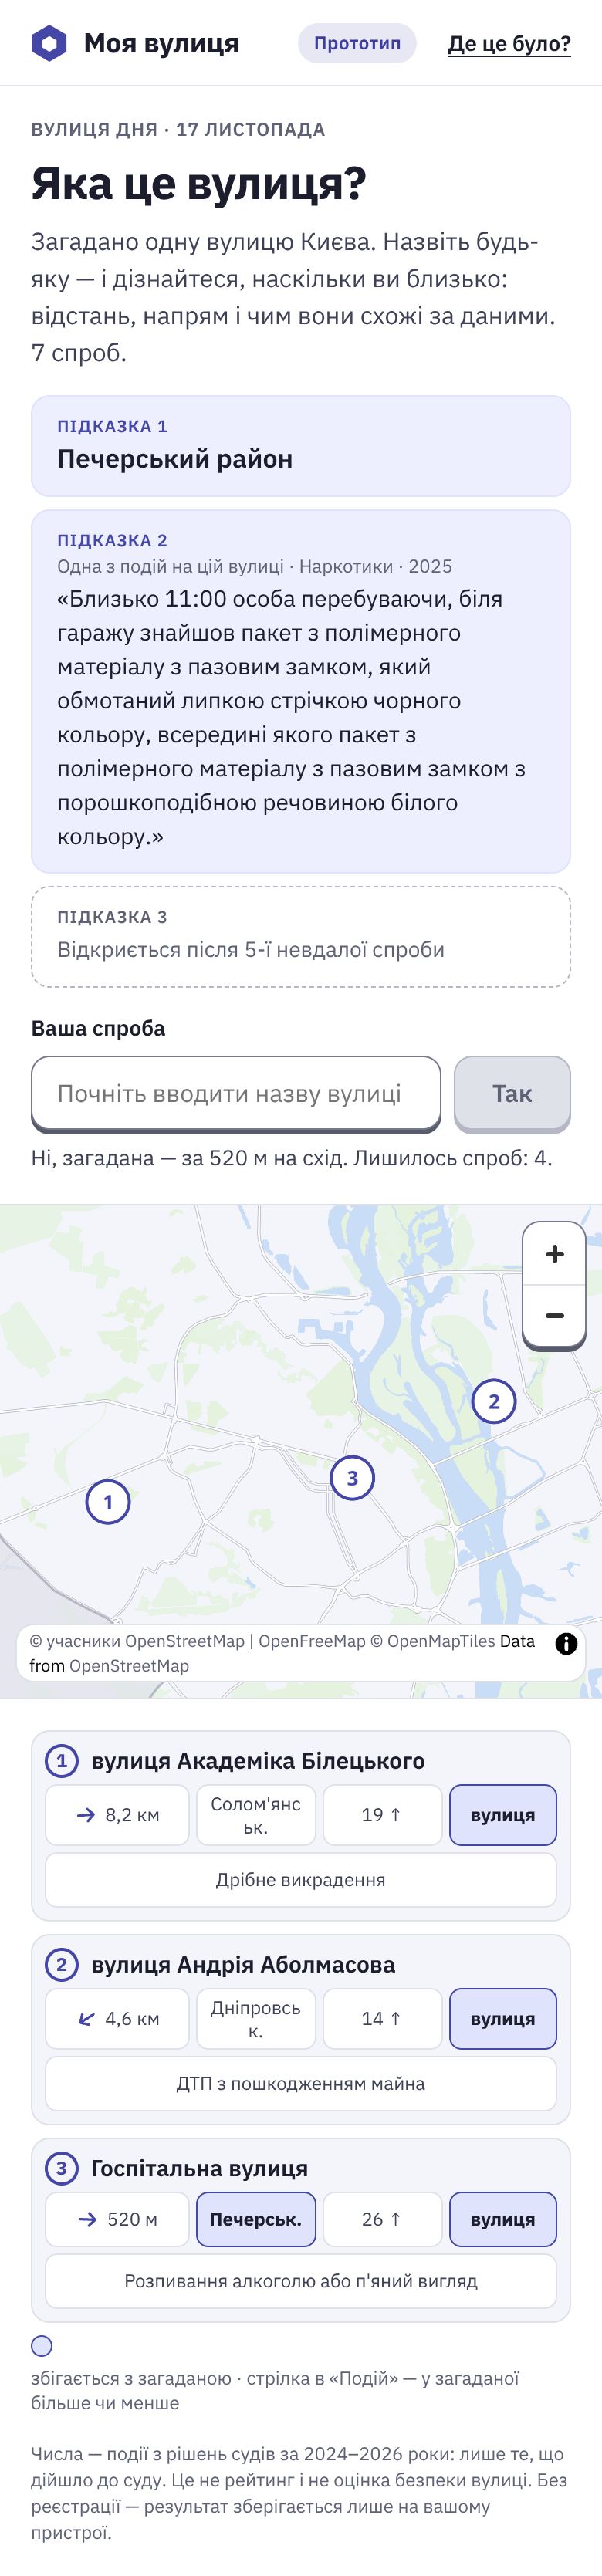 Моя вулиця
Прототип
Де це було?
ВУЛИЦЯ ДНЯ · 17 ЛИСТОПАДА
Яка це вулиця?
Загадано одну вулицю Києва. Назвіть будь-
яку — і дізнайтеся, наскільки ви близько:
відстань, напрям і чим вони схожі за даними.
7 спроб.
ПІДКАЗКА 1
Печерський район
ПІДКАЗКА 2
Одна з подій на цій вулиці · Наркотики · 2025
«Близько 11:00 особа перебуваючи, біля
гаражу знайшов пакет з полімерного
матеріалу з пазовим замком, який
обмотаний липкою стрічкою чорного
кольору, всередині якого пакет з
полімерного матеріалу з пазовим замком з
порошкоподібною речовиною білого
кольору.»
ПІДКАЗКА 3
Відкриється після 5-ї невдалої спроби
Ваша спроба
Почніть вводити назву вулиці
Так
Ні, загадана — за 520 м на схід. Лишилось спроб: 4.
+
−
2
3
1
© учасники OpenStreetMap | OpenFreeMap © OpenMapTiles Data
from OpenStreetMap
1 вулиця Академіка Білецького
→ 8,2 км
Солом'янс
ьк.
19 ↑
вулиця
Дрібне викрадення
2 вулиця Андрія Аболмасова
↙ 4,6 км
Дніпровсь
к.
14 ↑
вулиця
ДТП з пошкодженням майна
3 Госпітальна вулиця
→ 520 м
Печерськ.
26 ↑
вулиця
Розпивання алкоголю або п'яний вигляд
збігається з загаданою · стрілка в «Подій» — у загаданої
більше чи менше
Числа — події з рішень судів за 2024–2026 роки: лише те, що
дійшло до суду. Це не рейтинг і не оцінка безпеки вулиці. Без
реєстрації — результат зберігається лише на вашому
пристрої.